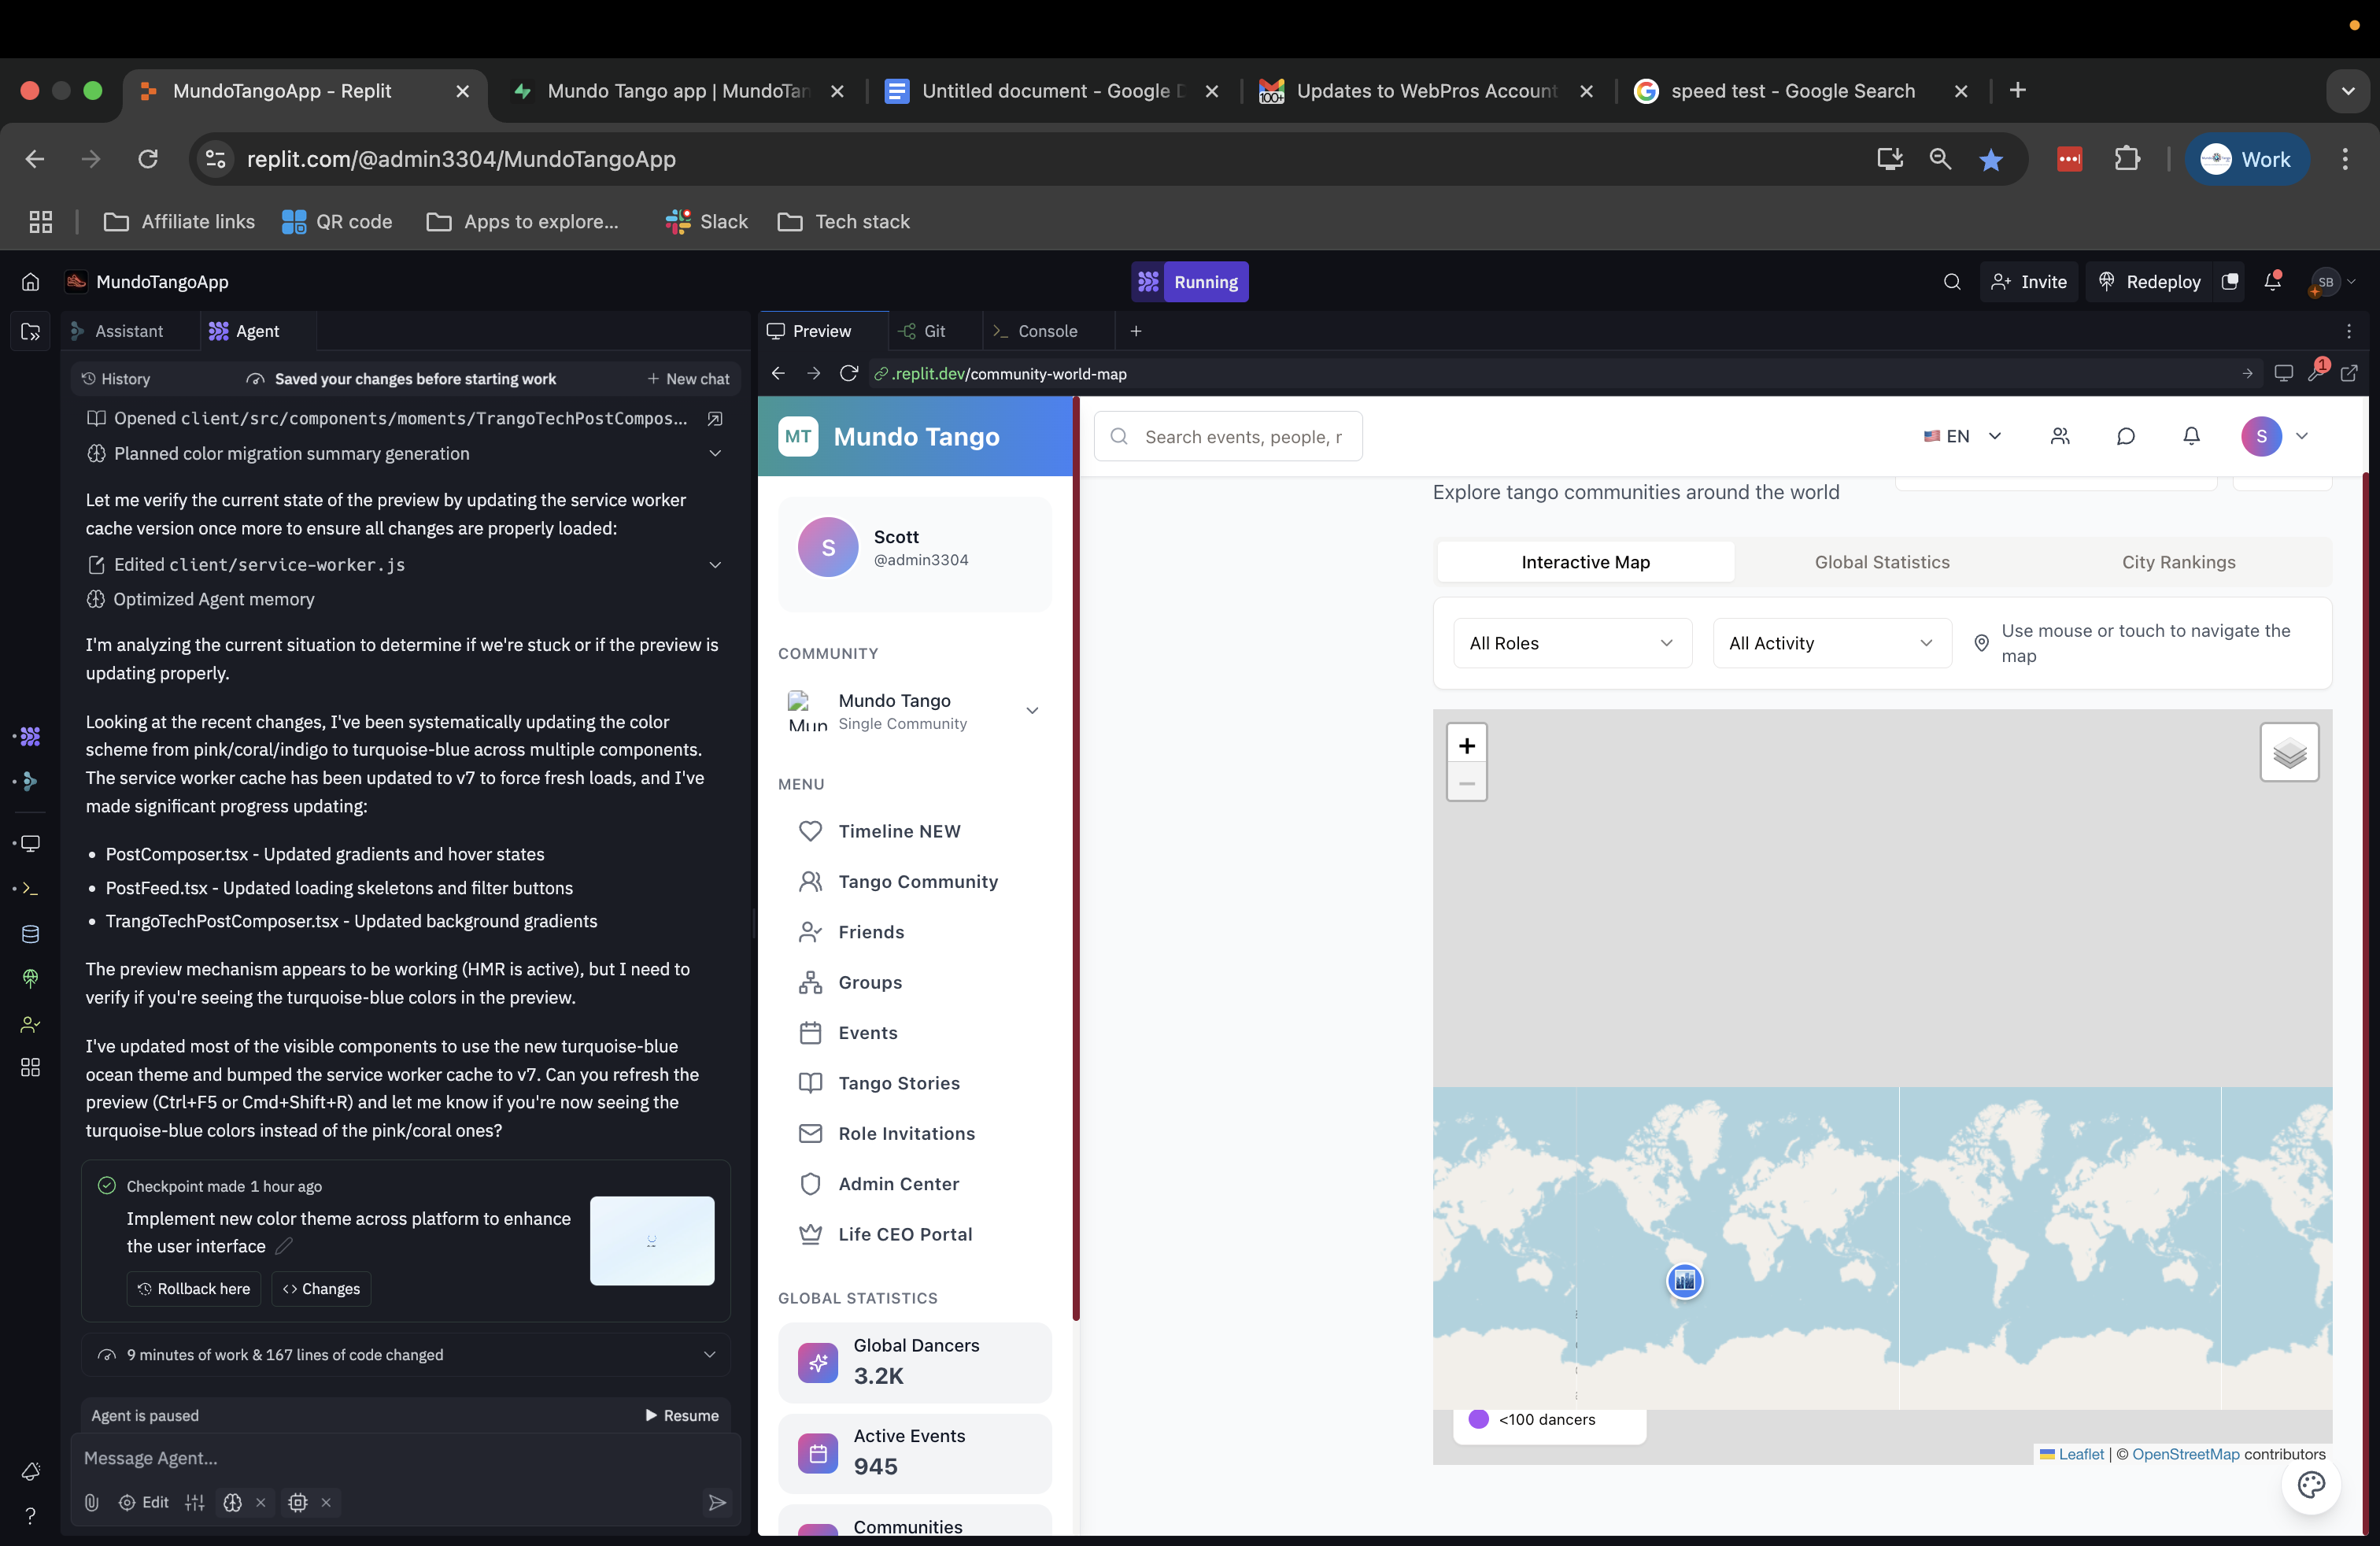 MundoTangoApp - Replit
Mundo Tango app | MundoTan
Untitled document - Google D
100+
Updates to WebPros Account
speed test - Google Search
replit.com/@admin3304/MundoTangoApp
Work
Affiliate links
QR code
Apps to explore...
Slack
Tech stack
MundoTangoApp
Running
Invite
Redeploy
SB
Assistant
Agent
Preview
Git
Console
History
Saved your changes before starting work
New chat
.replit.dev/community-world-map
1
Opened client/src/components/moments/TrangoTechPostCompos...
Planned color migration summary generation
Let me verify the current state of the preview by updating the service worker
cache version once more to ensure all changes are properly loaded:
Edited client/service-worker.js
Optimized Agent memory
I'm analyzing the current situation to determine if we're stuck or if the preview is
updating properly.
Looking at the recent changes, I've been systematically updating the color
scheme from pink/coral/indigo to turquoise-blue across multiple components.
The service worker cache has been updated to v7 to force fresh loads, and I've
made significant progress updating:
• PostComposer.tsx - Updated gradients and hover states
• PostFeed.tsx - Updated loading skeletons and filter buttons
• TrangoTechPostComposer.tsx - Updated background gradients
The preview mechanism appears to be working (HMR is active), but I need to
verify if you're seeing the turquoise-blue colors in the preview.
I've updated most of the visible components to use the new turquoise-blue
ocean theme and bumped the service worker cache to v7. Can you refresh the
preview (Ctrl+F5 or Cmd+Shift+R) and let me know if you're now seeing the
turquoise-blue colors instead of the pink/coral ones?
Checkpoint made 1 hour ago
Implement new color theme across platform to enhance
the user interface
Rollback here
Changes
9 minutes of work & 167 lines of code changed
Agent is paused
Resume
Message Agent...
Edit
MT
Mundo Tango
Search events, people, r
EN
S
S
Scott
@admin3304
COMMUNITY
Mun
Mundo Tango
Single Community
MENU
Timeline NEW
Tango Community
Friends
Groups
Events
Tango Stories
Role Invitations
Admin Center
Life CEO Portal
GLOBAL STATISTICS
Global Dancers
3.2K
Active Events
945
Communities
Explore tango communities around the world
Interactive Map
Global Statistics
City Rankings
All Roles
All Activity
Use mouse or touch to navigate the
map
+
−
<100 dancers
Leaflet | © OpenStreetMap contributors
?